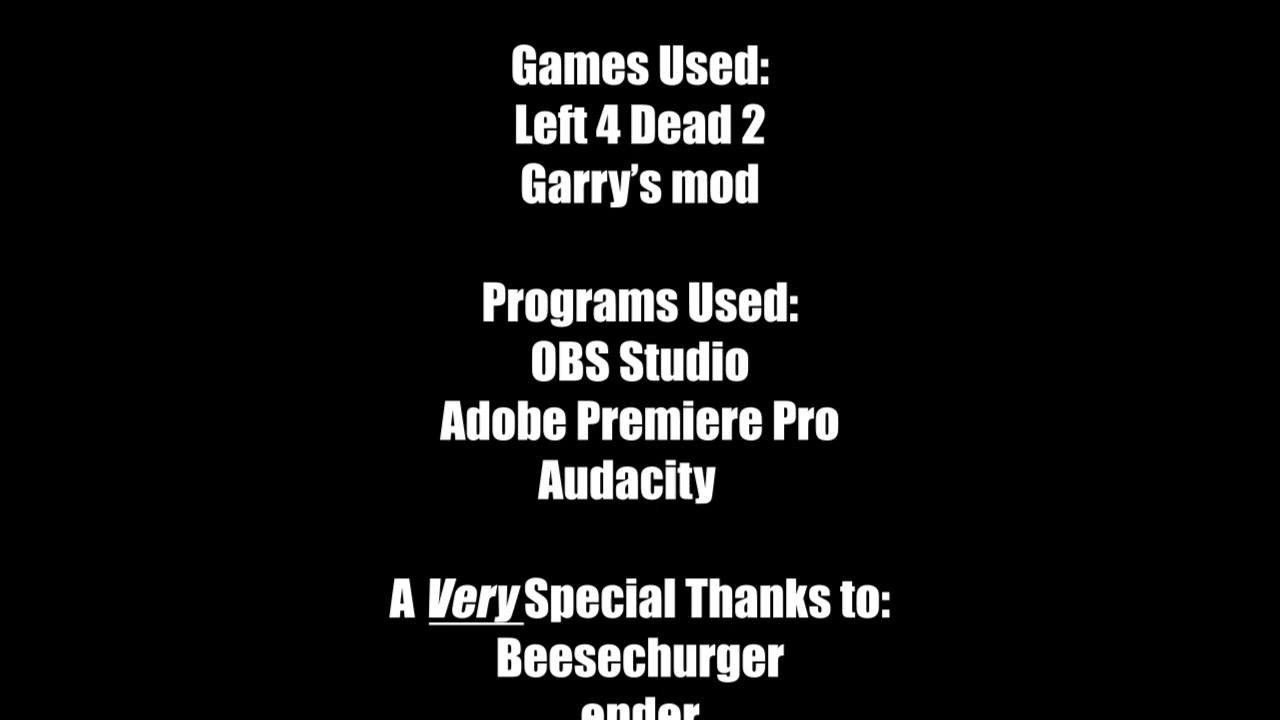 Games Used:
Left 4 Dead 2
Garry’s mod
Programs Used:
OBS Studio
Adobe Premiere Pro
Audacity
A Very Special Thanks to:
Beesechurger
ender